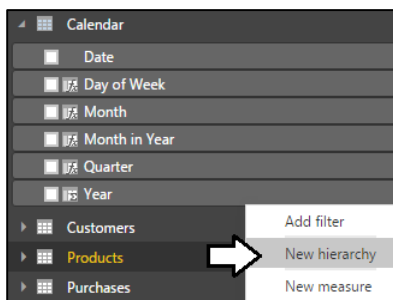 Calendar
Date
Day of Week
Month
Month in Year
Quarter
Year
Customers
Products
Purchases
Add filter
New hierarchy
New measure